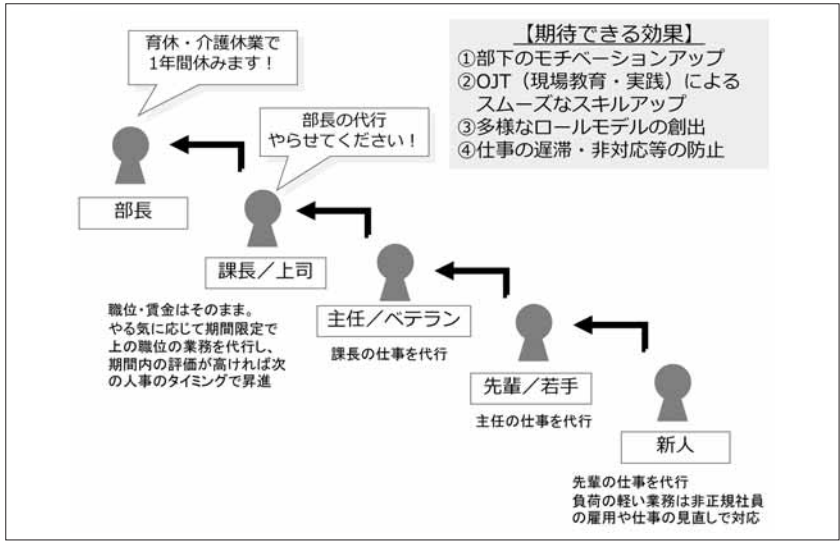 育休・介護休業で
1年間休みます！
部長の代行
やらせてください！
【期待できる効果】
①部下のモチベーションアップ
②OJT（現場教育・実践）による
スムーズなスキルアップ
③多様なロールモデルの創出
④仕事の遅滞・非対応等の防止
部長
課長／上司
職位・賃金はそのまま。
やる気に応じて期間限定で
上の職位の業務を代行し、
期間内の評価が高ければ次
の人事のタイミングで昇進
主任／ベテラン
課長の仕事を代行
先輩／若手
主任の仕事を代行
新人
先輩の仕事を代行
負荷の軽い業務は非正規社員
の雇用や仕事の見直しで対応